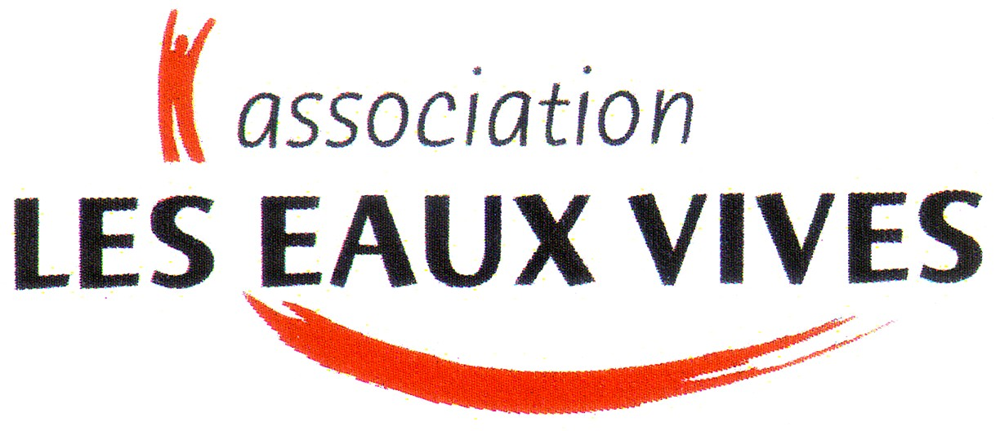 association
LES EAUX VIVES